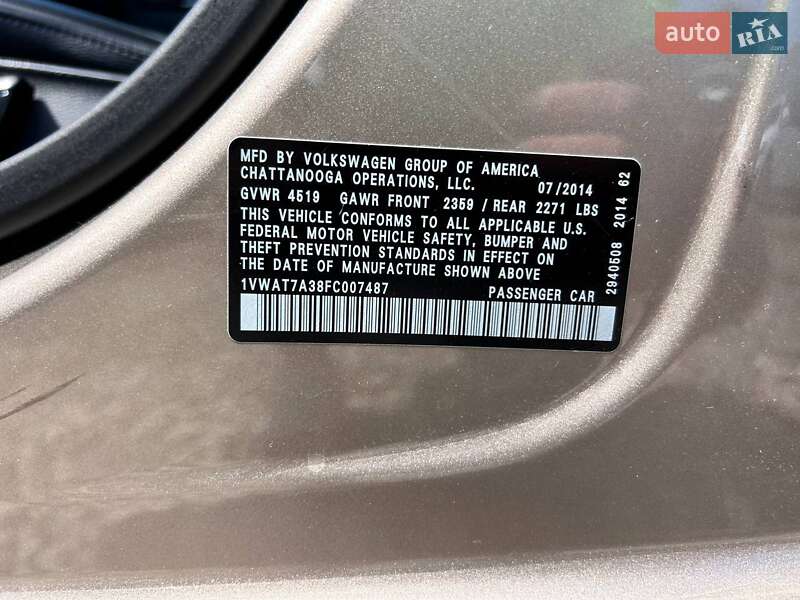 auto RIA
MFD BY VOLKSWAGEN GROUP OF AMERICA
CHATTANOOGA OPERATIONS, LLC. 07/2014
GVWR 4519 GAWR FRONT 2359 / REAR 2271 LBS
THIS VEHICLE CONFORMS TO ALL APPLICABLE U.S.
FEDERAL MOTOR VEHICLE SAFETY, BUMPER AND
THEFT PREVENTION STANDARDS IN EFFECT ON
THE DATE OF MANUFACTURE SHOWN ABOVE
1VWAT7A38FC007487 PASSENGER CAR
2940508 2014 62